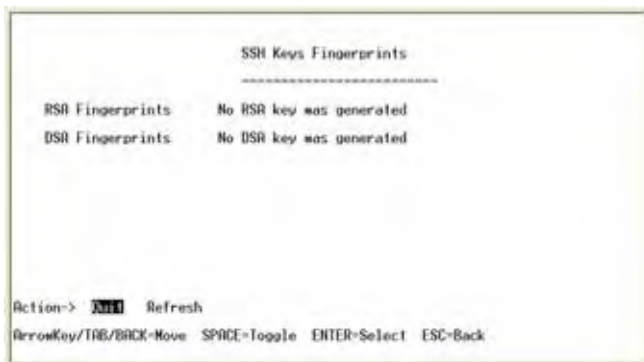 SSH Keys Fingerprints
-------------------------
RSA Fingerprints No RSA key was generated
DSA Fingerprints No DSA key was generated
Action-> Quit Refresh
ArrowKey/TAB/BACK=Move SPACE=Toggle ENTER=Select ESC=Back